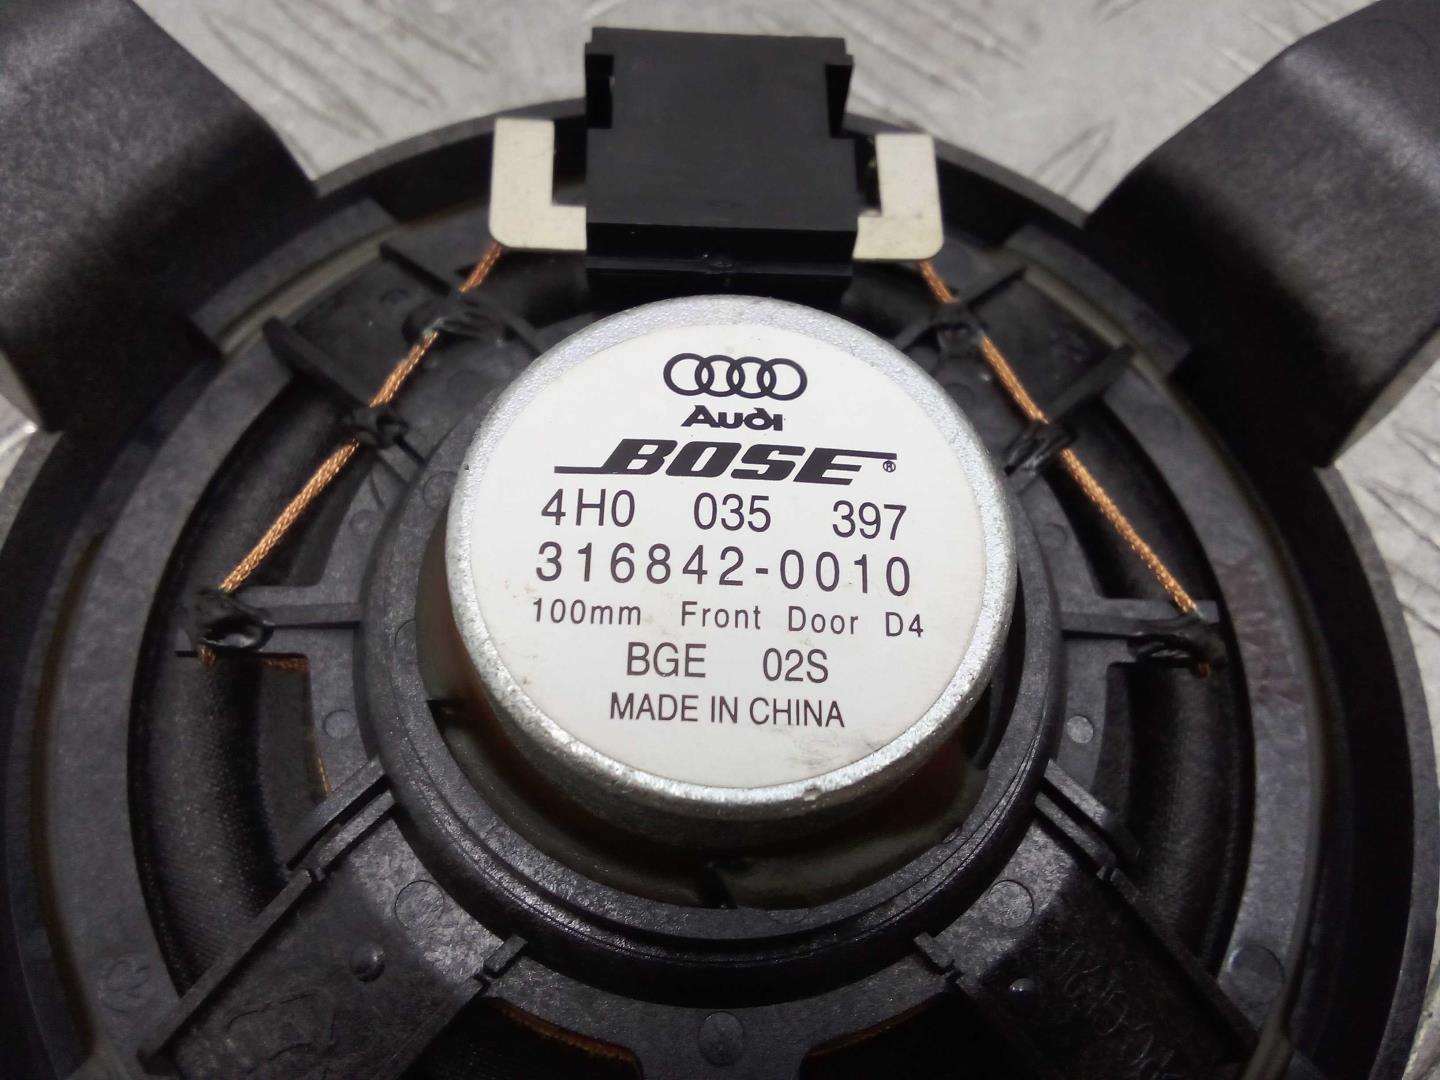 Audi
BOSE®
4H0 035 397
316842-0010
100mm Front Door D4
BGE 02S
MADE IN CHINA